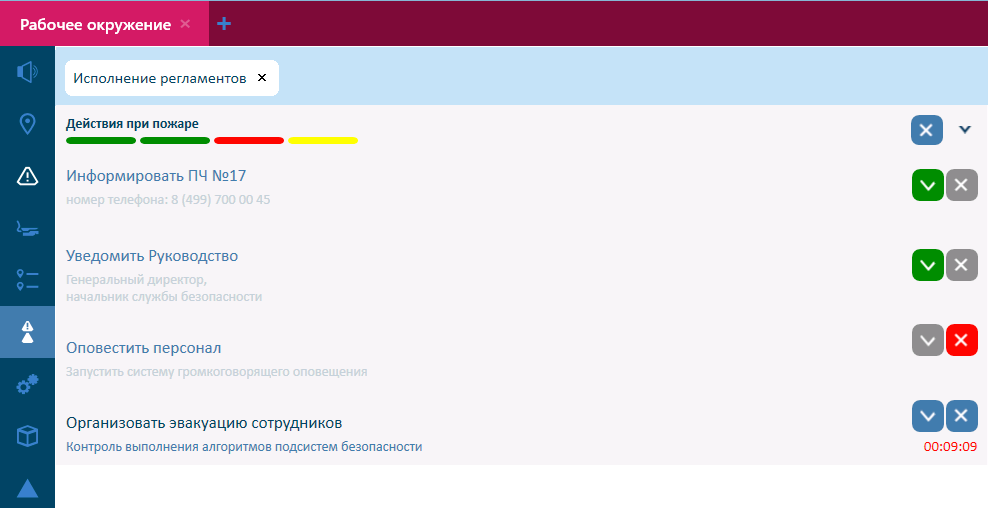 Рабочее окружение
Исполнение регламентов
Действия при пожаре
Информировать ПЧ №17
номер телефона: 8 (499) 700 00 45
Уведомить Руководство
Генеральный директор,
начальник службы безопасности
Оповестить персонал
Запустить систему громкоговорящего оповещения
Организовать эвакуацию сотрудников
Контроль выполнения алгоритмов подсистем безопасности
00:09:09